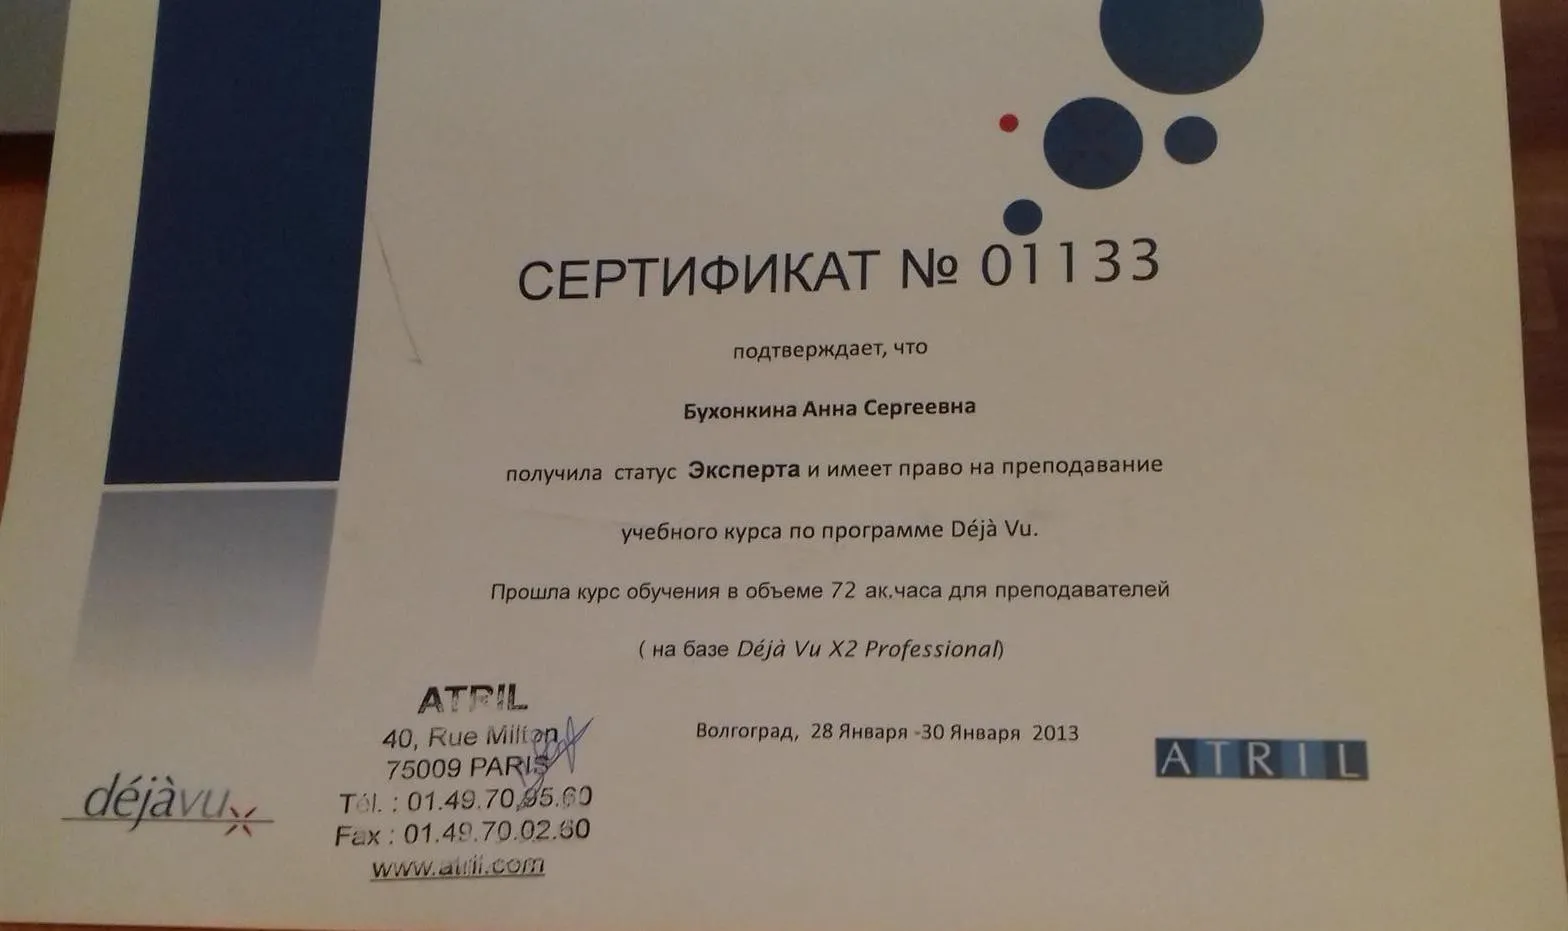 СЕРТИФИКАТ № 01133
подтверждает, что
Бухонкина Анна Сергеевна
получила статус Эксперта и имеет право на преподавание
учебного курса по программе Déjà Vu.
Прошла курс обучения в объеме 72 ак.часа для преподавателей
( на базе Déjà Vu X2 Professional)
Волгоград, 28 Января -30 Января 2013
ATRIL
40, Rue Milton
75009 PARIS
Tél. : 01.49.70.95.60
Fax : 01.49.70.02.60
www.atril.com
déjàvu
ATRIL